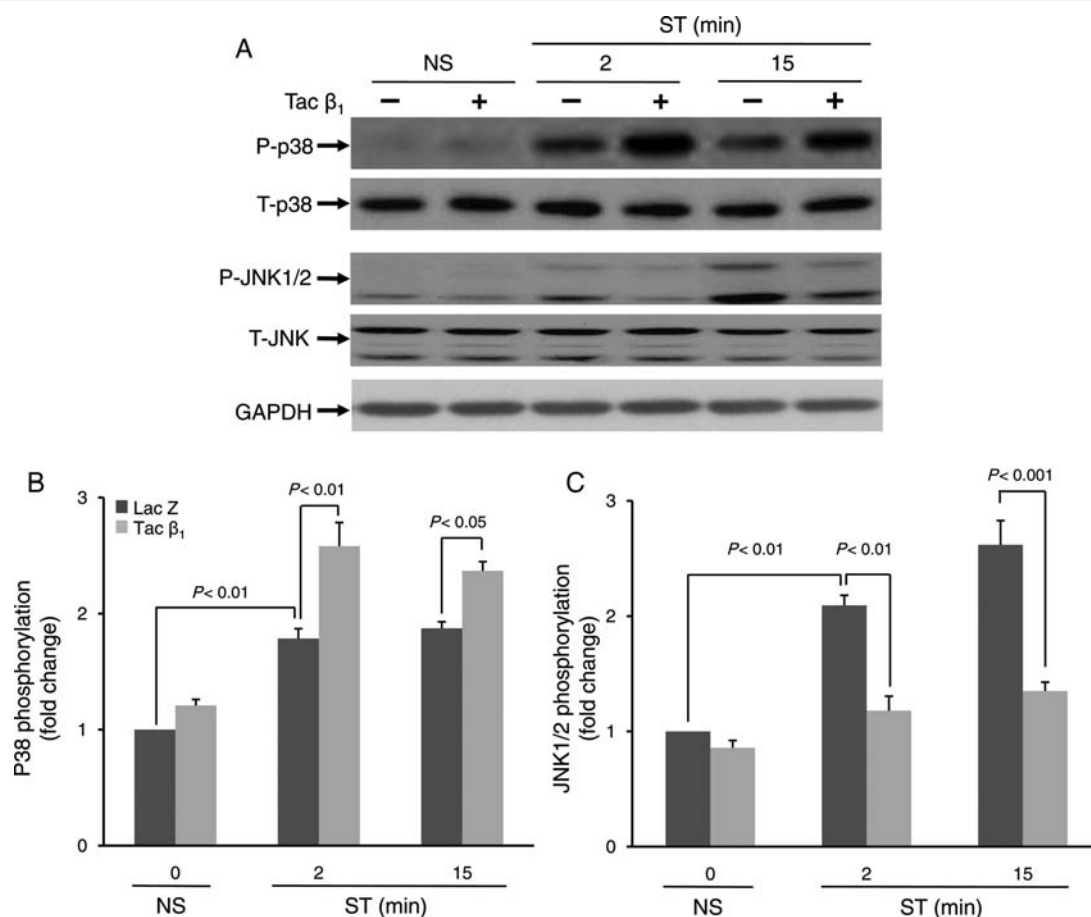 A
ST (min)
NS 2 15
Tac β₁ − + − + − +
P-p38
T-p38
P-JNK1/2
T-JNK
GAPDH
B
Lac Z
Tac β₁
P38 phosphorylation
(fold change)
3
2
1
0
P< 0.01
P< 0.01
P< 0.05
0 2 15
NS ST (min)
C
JNK1/2 phosphorylation
(fold change)
3
2
1
0
P< 0.01
P< 0.01
P< 0.001
0 2 15
NS ST (min)